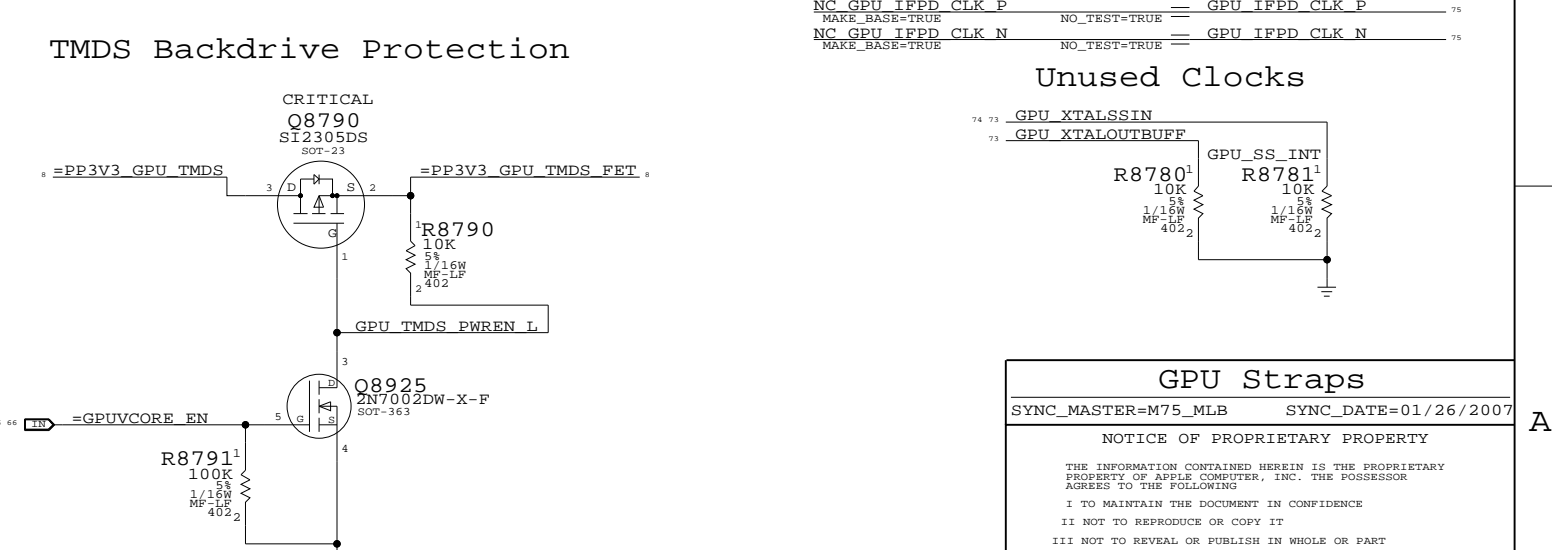 NC_GPU_IFPD_CLK_P GPU_IFPD_CLK_P 75
MAKE_BASE=TRUE NO_TEST=TRUE
NC_GPU_IFPD_CLK_N GPU_IFPD_CLK_N 75
MAKE_BASE=TRUE NO_TEST=TRUE
TMDS Backdrive Protection
CRITICAL
Q8790
SI2305DS
SOT-23
8 =PP3V3_GPU_TMDS
3 D S 2
=PP3V3_GPU_TMDS_FET 8
G
1
1 R8790
10K
5%
1/16W
MF-LF
402
2
GPU_TMDS_PWREN_L
3
D
Q8925
2N7002DW-X-F
SOT-363
66 IN =GPUVCORE_EN
5 G S
4
R8791 1
100K
5%
1/16W
MF-LF
402 2
Unused Clocks
74 73 GPU_XTALSSIN
73 GPU_XTALOUTBUFF
GPU_SS_INT
R8780 1
10K
5%
1/16W
MF-LF
402 2
R8781 1
10K
5%
1/16W
MF-LF
402 2
GPU Straps
SYNC_MASTER=M75_MLB SYNC_DATE=01/26/2007
A
NOTICE OF PROPRIETARY PROPERTY
THE INFORMATION CONTAINED HEREIN IS THE PROPRIETARY
PROPERTY OF APPLE COMPUTER, INC. THE POSSESSOR
AGREES TO THE FOLLOWING
I TO MAINTAIN THE DOCUMENT IN CONFIDENCE
II NOT TO REPRODUCE OR COPY IT
III NOT TO REVEAL OR PUBLISH IN WHOLE OR PART